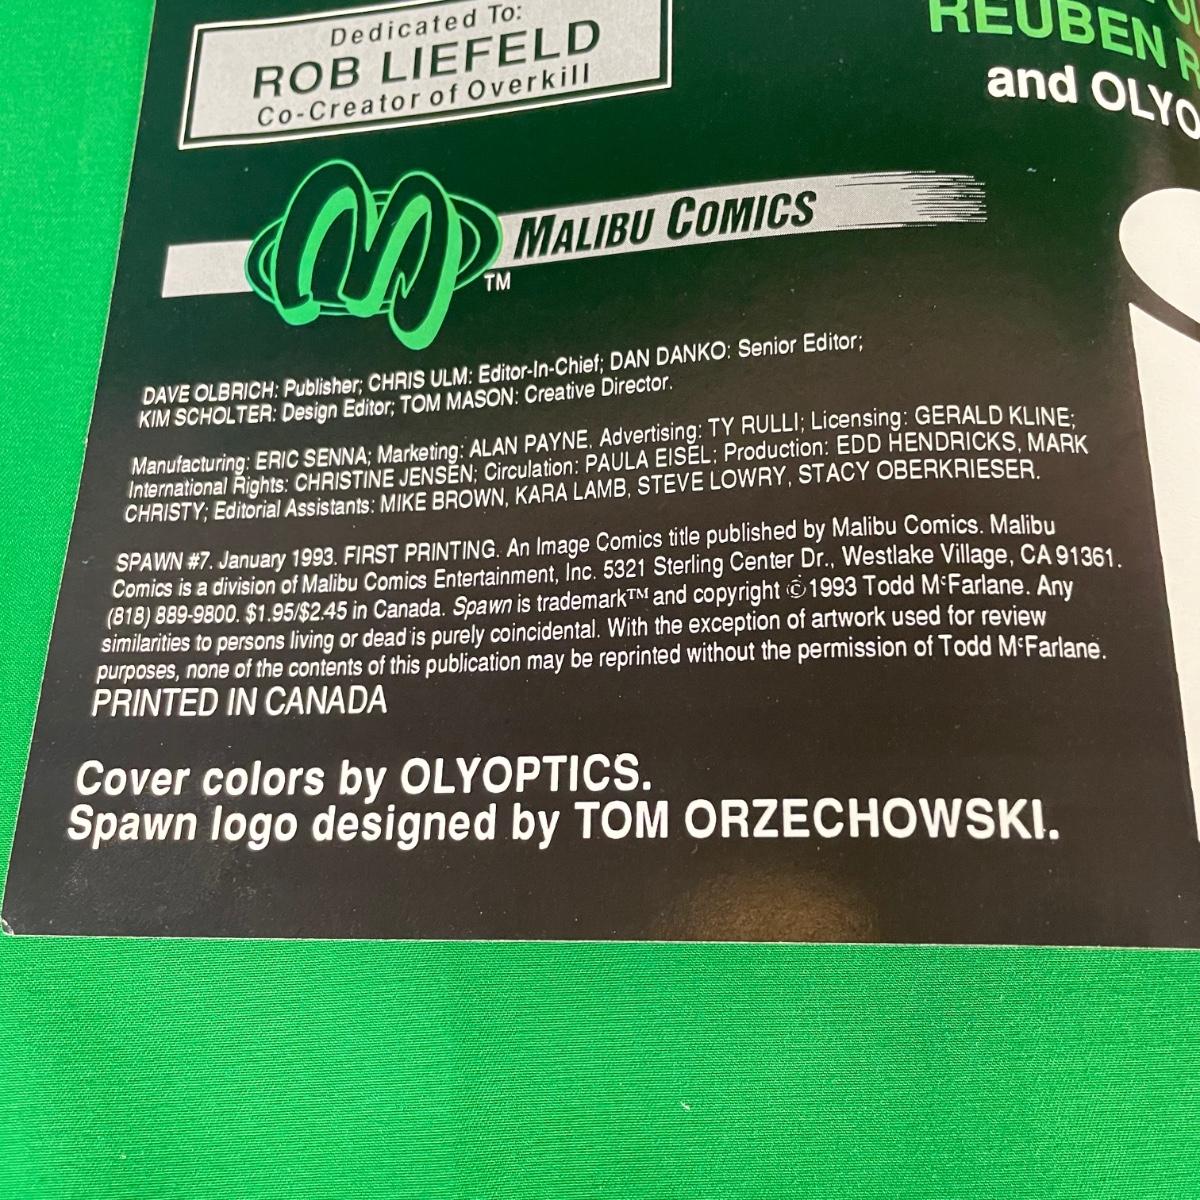 Dedicated To:
ROB LIEFELD
Co-Creator of Overkill
REUBEN
and
MALIBU COMICS
TM
DAVE OLBRICH: Publisher; CHRIS ULM: Editor-In-Chief; DAN DANKO: Senior Editor;
KIM SCHOLTER: Design Editor; TOM MASON: Creative Director.
Manufacturing: ERIC SENNA; Marketing: ALAN PAYNE, Advertising: TY RULLI; Licensing: GERALD KLINE;
International Rights: CHRISTINE JENSEN; Circulation: PAULA EISEL; Production: EDD HENDRICKS, MARK
CHRISTY; Editorial Assistants: MIKE BROWN, KARA LAMB, STEVE LOWRY, STACY OBERKRIESER.
SPAWN #7. January 1993. FIRST PRINTING. An Image Comics title published by Malibu Comics. Malibu
Comics is a division of Malibu Comics Entertainment, Inc. 5321 Sterling Center Dr., Westlake Village, CA 91361.
(818) 889-9800. $1.95/$2.45 in Canada. Spawn is trademark™ and copyright © 1993 Todd McFarlane. Any
similarities to persons living or dead is purely coincidental. With the exception of artwork used for review
purposes, none of the contents of this publication may be reprinted without the permission of Todd McFarlane.
PRINTED IN CANADA
Cover colors by OLYOPTICS.
Spawn logo designed by TOM ORZECHOWSKI.